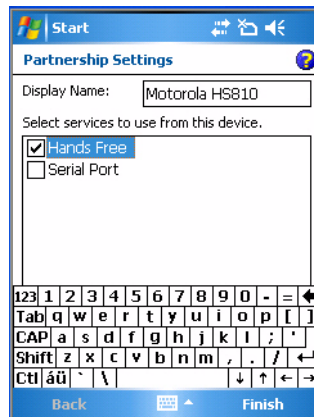 Start
Partnership Settings
?
Display Name: Motorola HS810
Select services to use from this device.
Hands Free
Serial Port
123 1 2 3 4 5 6 7 8 9 0 - =
Tab q w e r t y u i o p [ ]
CAP a s d f g h j k l ; '
Shift z x c v b n m , . /
Ctl áü ` \
Back Finish